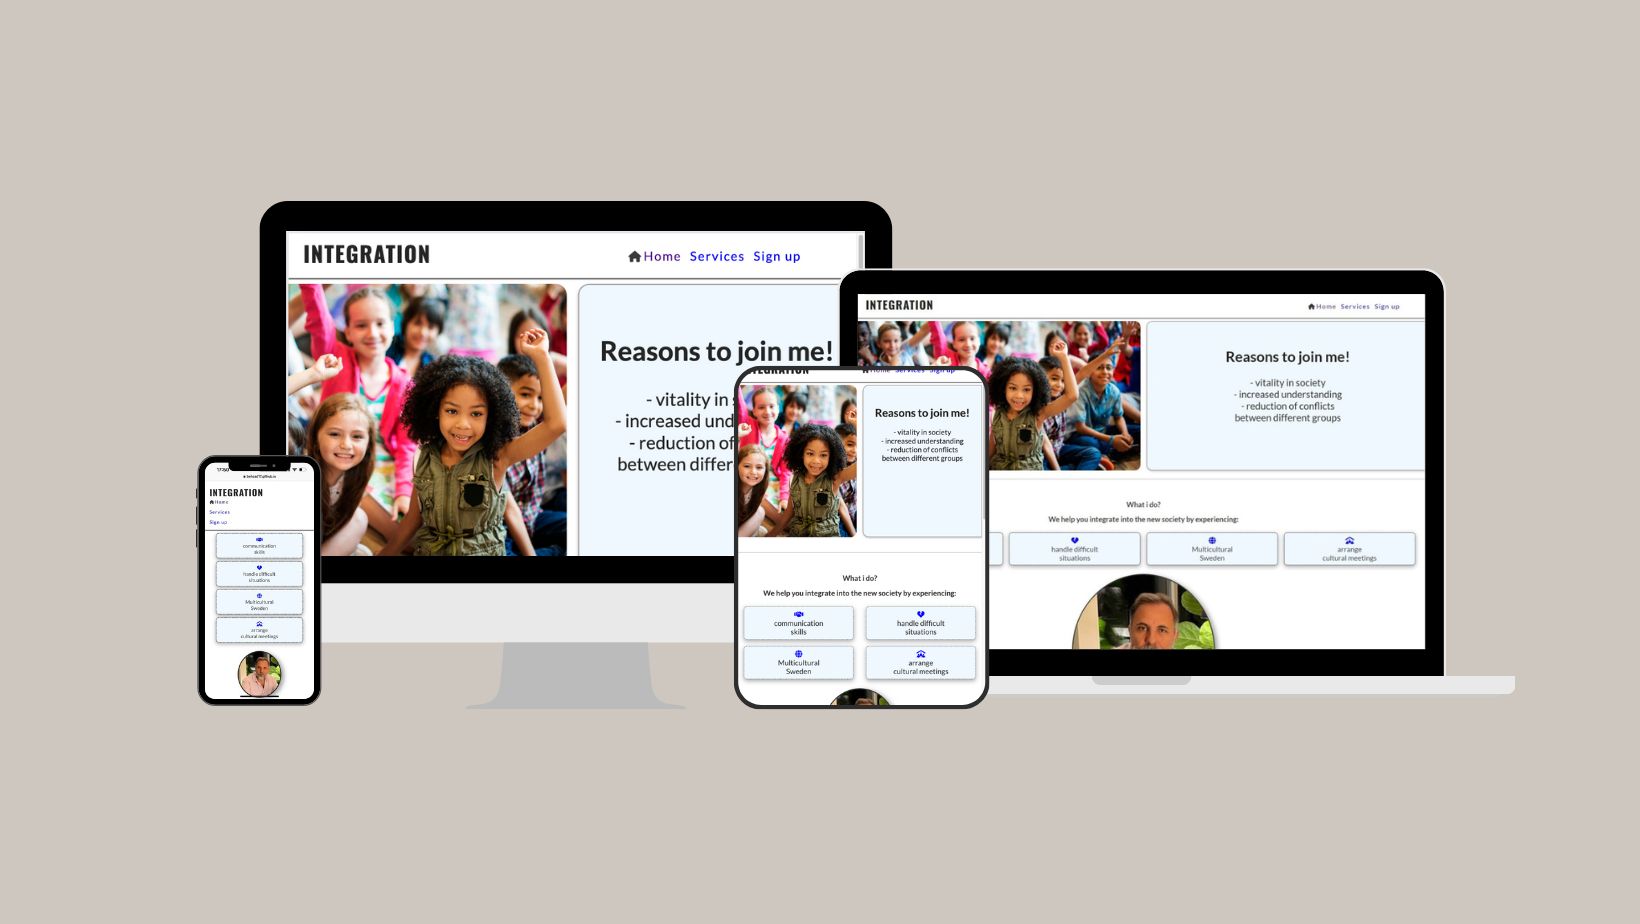 INTEGRATION
Home Services Sign up
Reasons to join me!
- vitality in
- increased und
- reduction of
between differ
INTEGRATION
Home Services Sign up
Reasons to join me!
- vitality in society
- increased understanding
- reduction of conflicts
between different groups
What i do?
We help you integrate into the new society by experiencing:
handle difficult
situations
Multicultural
Sweden
arrange
cultural meetings
INTEGRATION
Home Services Sign up
Reasons to join me!
- vitality in society
- increased understanding
- reduction of conflicts
between different groups
What i do?
We help you integrate into the new society by experiencing:
communication
skills
handle difficult
situations
Multicultural
Sweden
arrange
cultural meetings
INTEGRATION
Home
Services
Sign up
communication
skills
handle difficult
situations
Multicultural
Sweden
arrange
cultural meetings